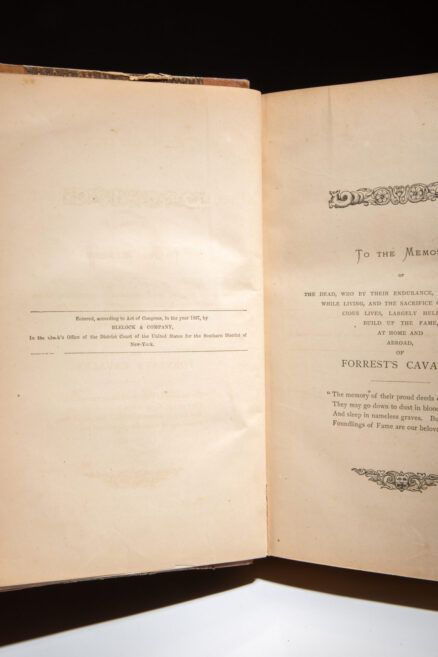 Entered, according to Act of Congress, in the year 1867, by
BLELOCK & COMPANY,
In the Clerk's Office of the District Court of the United States for the Southern District of
New-York.
To the Memo
OF
THE DEAD, WHO BY THEIR ENDURANCE,
WHILE LIVING, AND THE SACRIFICE
CIOUS LIVES, LARGELY HEL
BUILD UP THE FAME,
AT HOME AND
ABROAD,
OF
FORREST'S CAVA
"The memory of their proud deeds
They may go down to dust in blood
And sleep in nameless graves. Bu
Foundlings of Fame are our belov